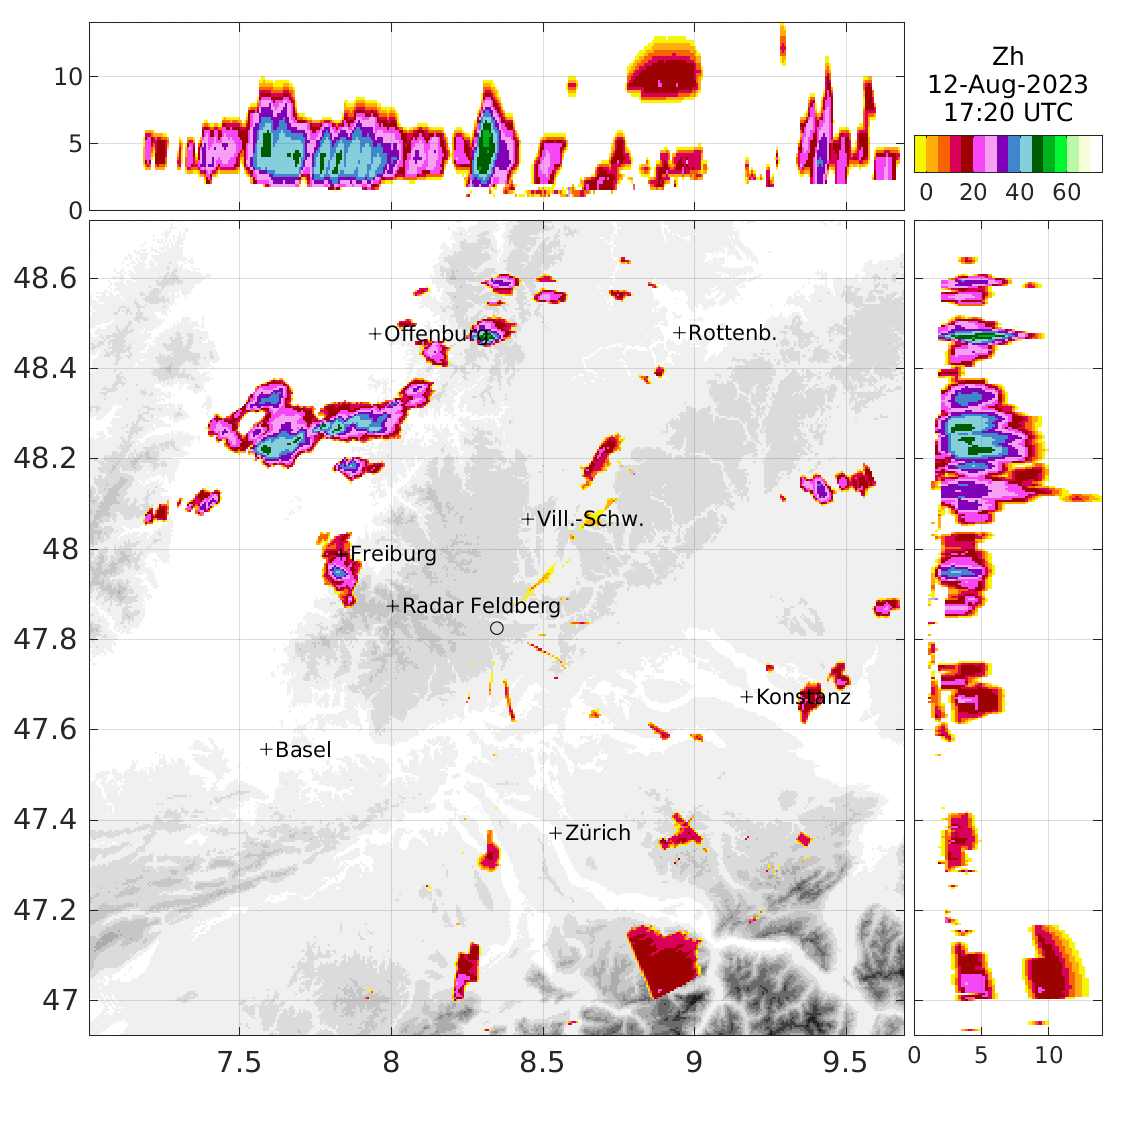 10
5
0
Zh
12-Aug-2023
17:20 UTC
0 20 40 60
48.6
48.4
48.2
48
47.8
47.6
47.4
47.2
47
+Offenburg
+Rottenb.
+Vill.-Schw.
+Freiburg
+Radar Feldberg
+Konstanz
+Basel
+Zürich
7.5 8 8.5 9 9.5
0 5 10